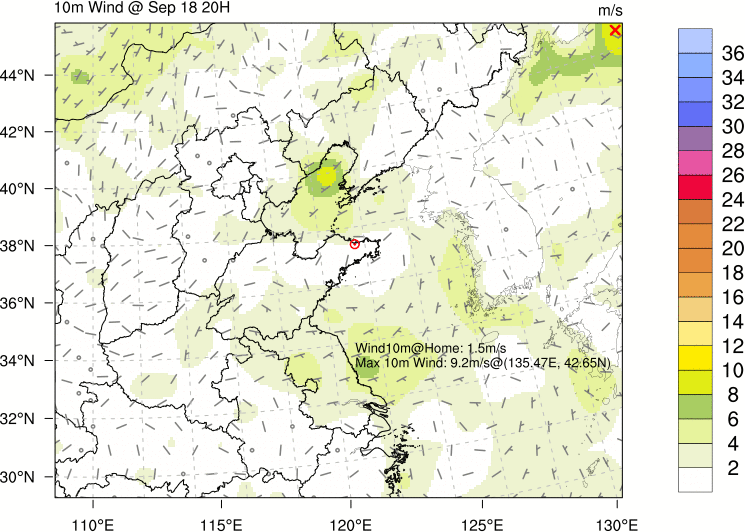 10m Wind @ Sep 18 20H
m/s
44°N
42°N
40°N
38°N
36°N
34°N
32°N
30°N
110°E
115°E
120°E
125°E
130°E
Wind10m@Home: 1.5m/s
Max 10m Wind: 9.2m/s@(135.47E, 42.65N)
36
34
32
30
28
26
24
22
20
18
16
14
12
10
8
6
4
2